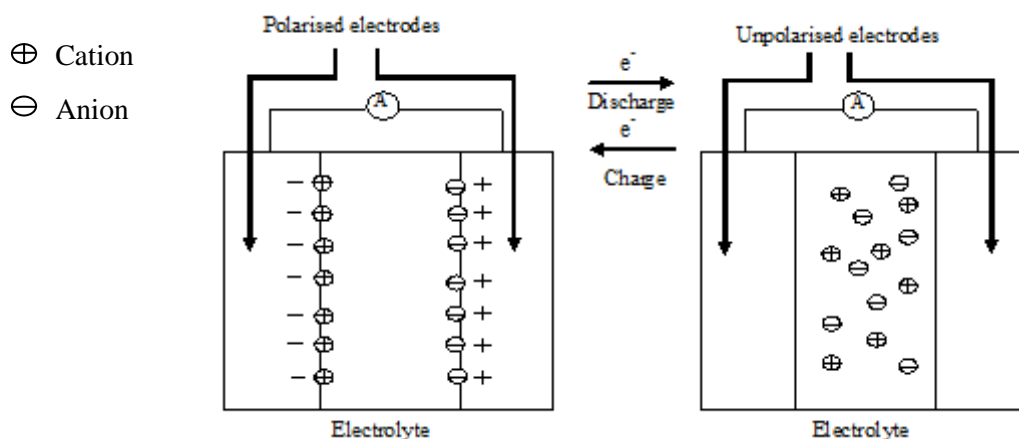 Polarised electrodes
Unpolarised electrodes
⊕ Cation
⊖ Anion
A
e⁻
Discharge
e⁻
Charge
A
Electrolyte
Electrolyte